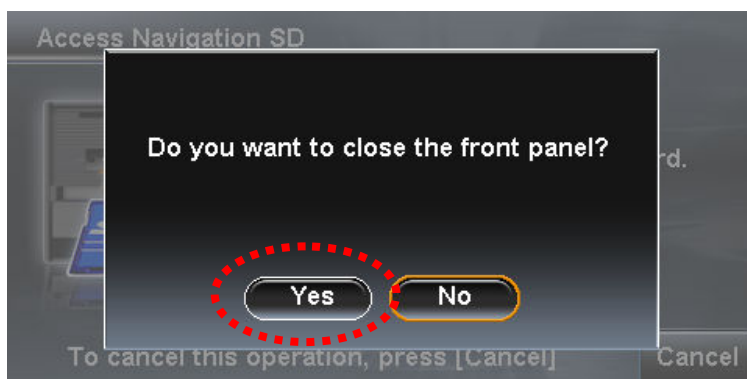 Access Navigation SD
Do you want to close the front panel?
rd.
Yes
No
To cancel this operation, press [Cancel]
Cancel